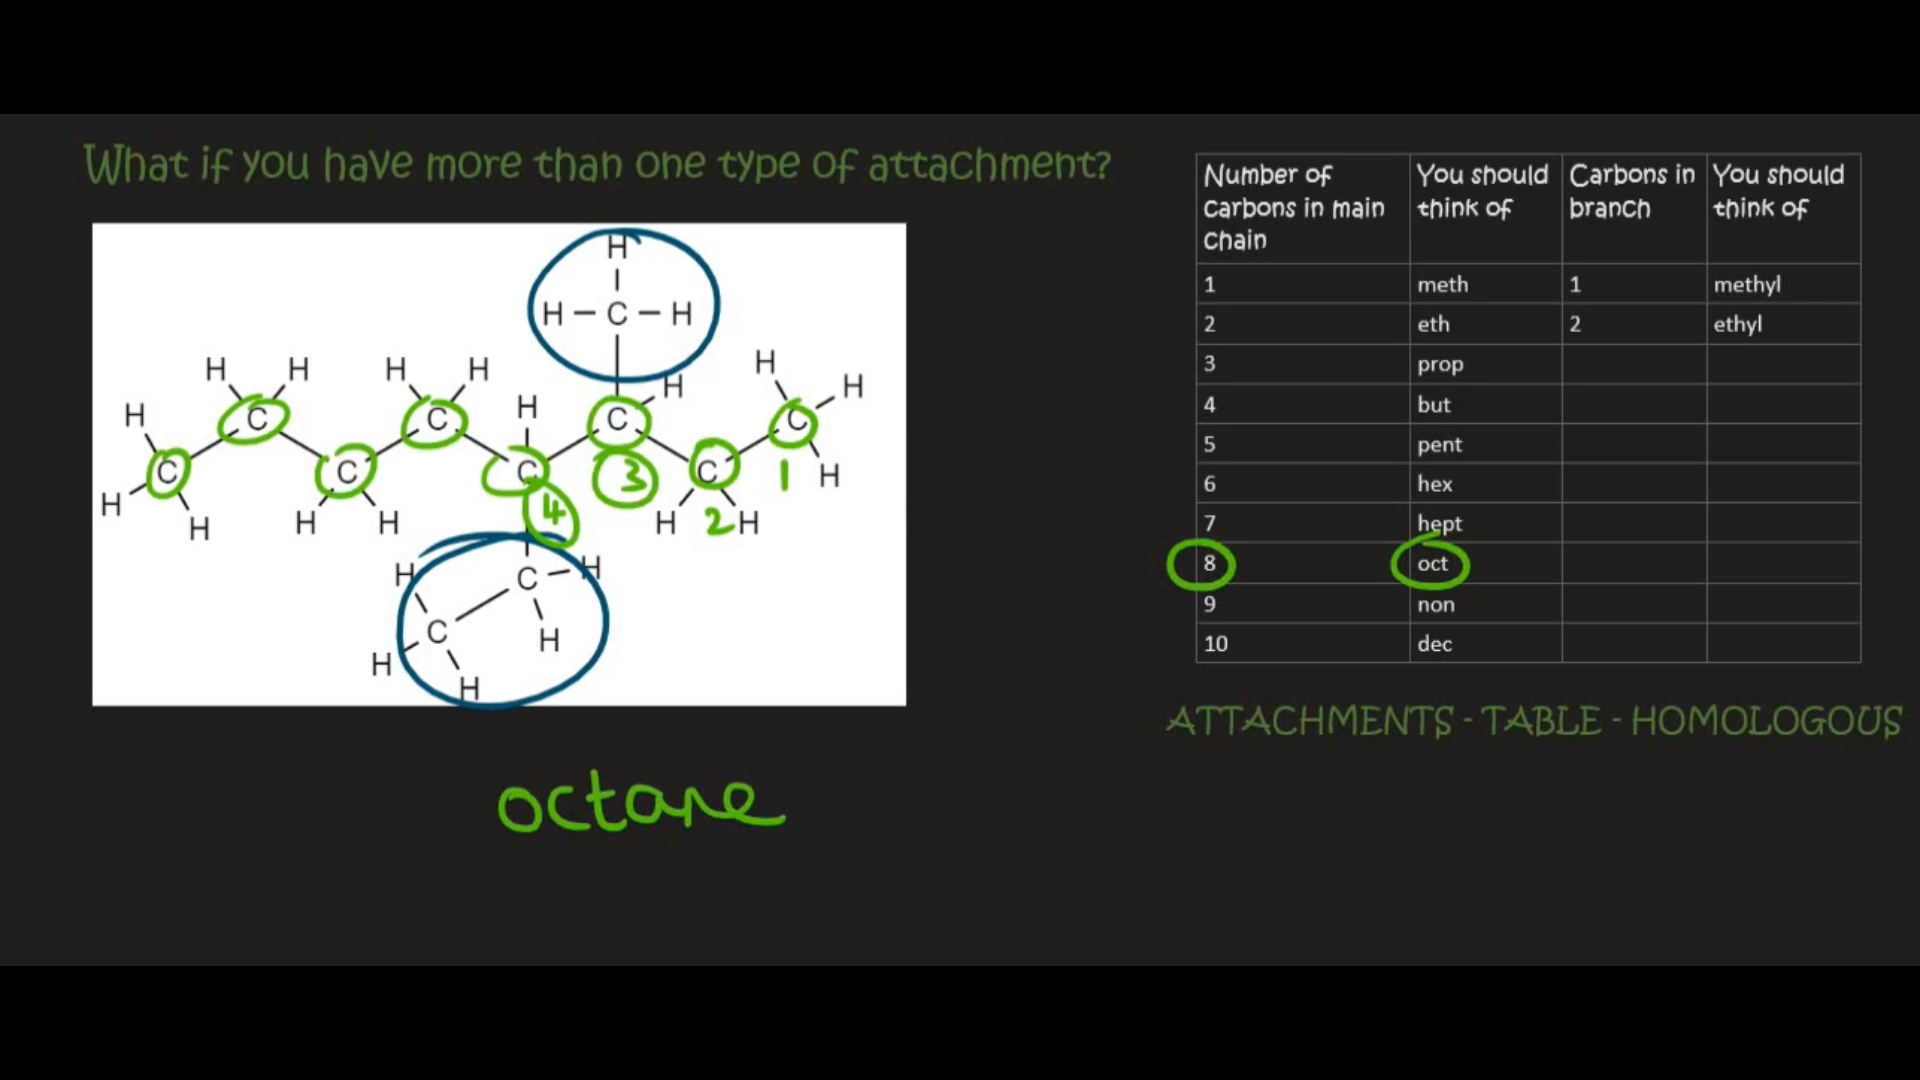 What if you have more than one type of attachment?
H
H C H
H H H H H H H
H H
C C C C
C C C C
H H H H H 3 1 H
H 4 H 2 H
H C H
C H
H H
octane
Number of carbons in main chain You should think of Carbons in branch You should think of
1 meth 1 methyl
2 eth 2 ethyl
3 prop
4 but
5 pent
6 hex
7 hept
8 oct
9 non
10 dec
ATTACHMENTS - TABLE - HOMOLOGOUS